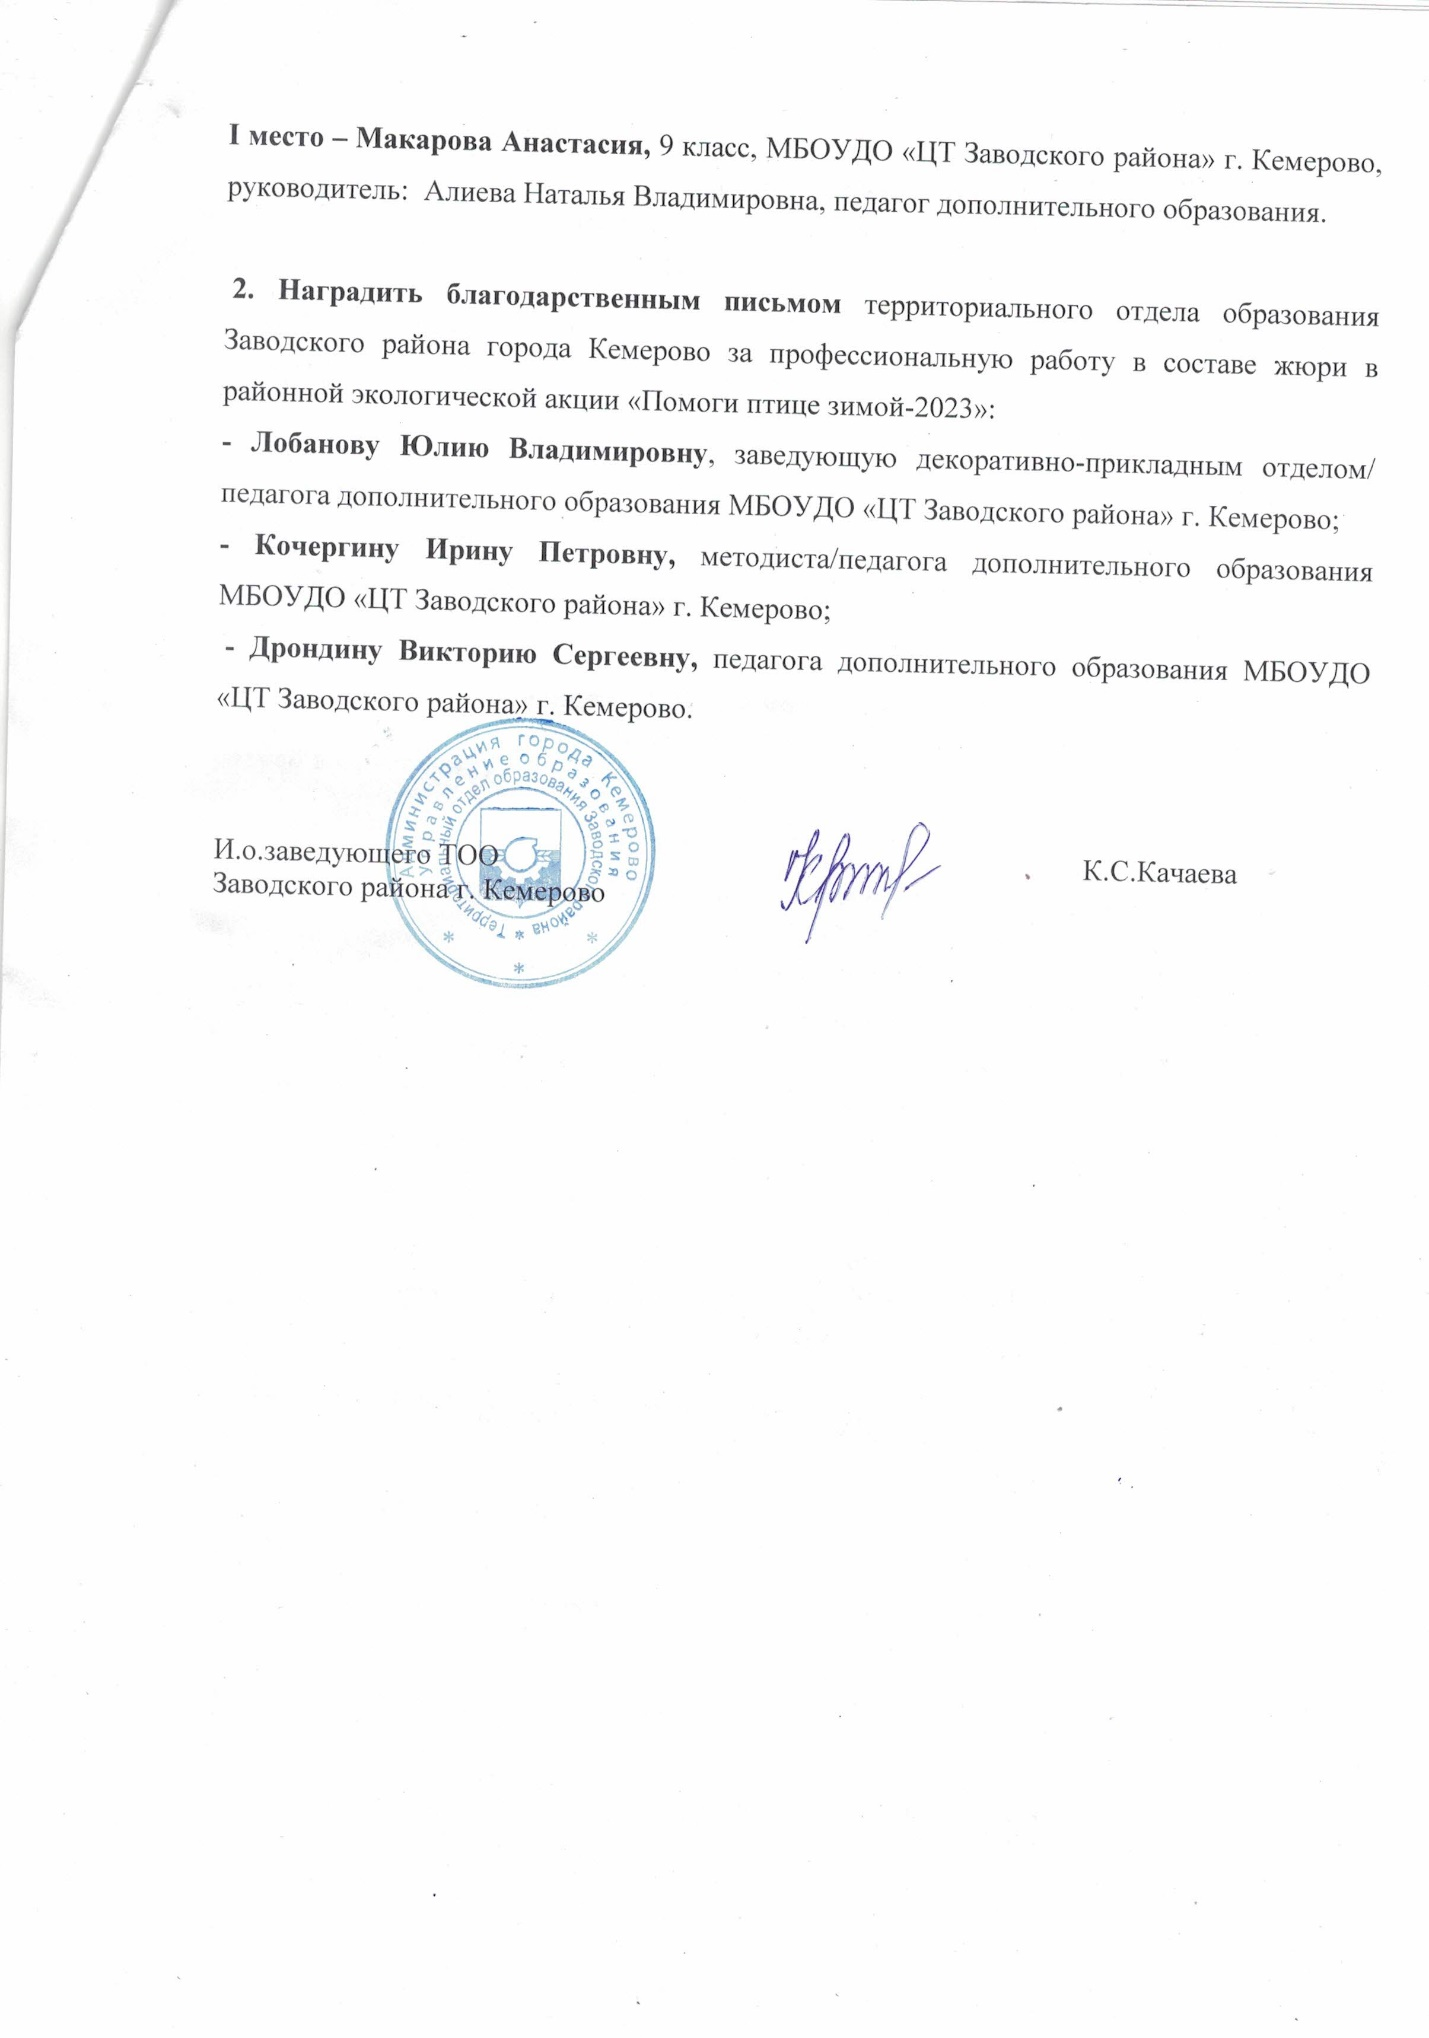 I место – Макарова Анастасия, 9 класс, МБОУДО «ЦТ Заводского района» г. Кемерово,
руководитель: Алиева Наталья Владимировна, педагог дополнительного образования.
2. Наградить благодарственным письмом территориального отдела образования
Заводского района города Кемерово за профессиональную работу в составе жюри в
районной экологической акции «Помоги птице зимой-2023»:
- Лобанову Юлию Владимировну, заведующую декоративно-прикладным отделом/
педагога дополнительного образования МБОУДО «ЦТ Заводского района» г. Кемерово;
- Кочергину Ирину Петровну, методиста/педагога дополнительного образования
МБОУДО «ЦТ Заводского района» г. Кемерово;
- Дрондину Викторию Сергеевну, педагога дополнительного образования МБОУДО
«ЦТ Заводского района» г. Кемерово.
Администрация города Кемерово
управление образования
Территориальный отдел образования Заводского района
И.о.заведующего ТОО
Заводского района г. Кемерово
К.С.Качаева